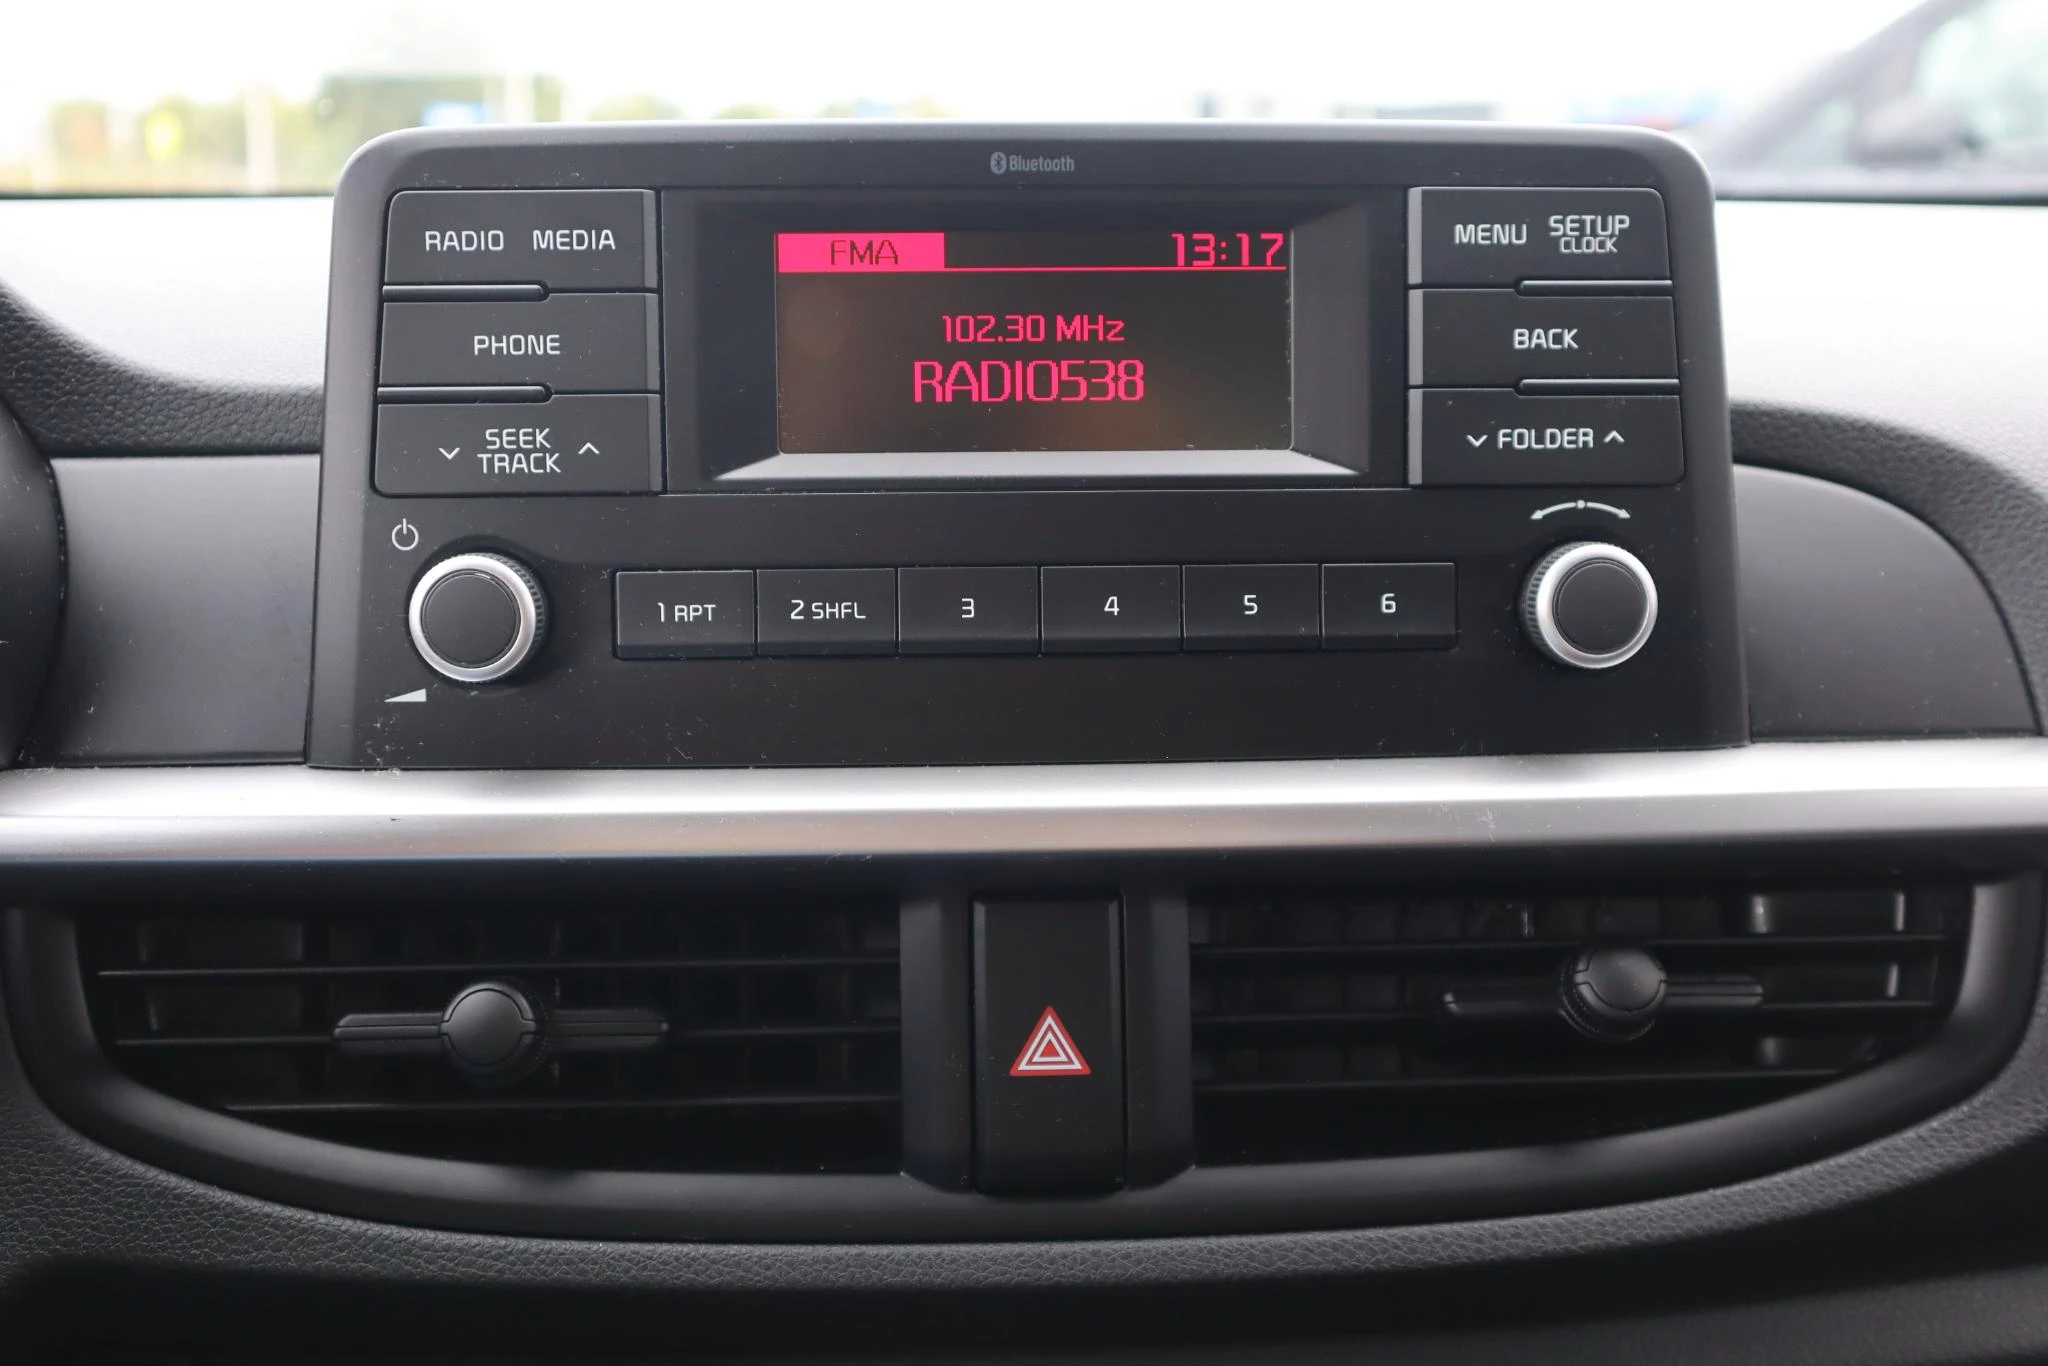 Bluetooth
RADIO MEDIA
PHONE
SEEK
TRACK
FMA 13:17
102.30 MHz
RADIO538
MENU SETUP
CLOCK
BACK
FOLDER
1 RPT 2 SHFL 3 4 5 6